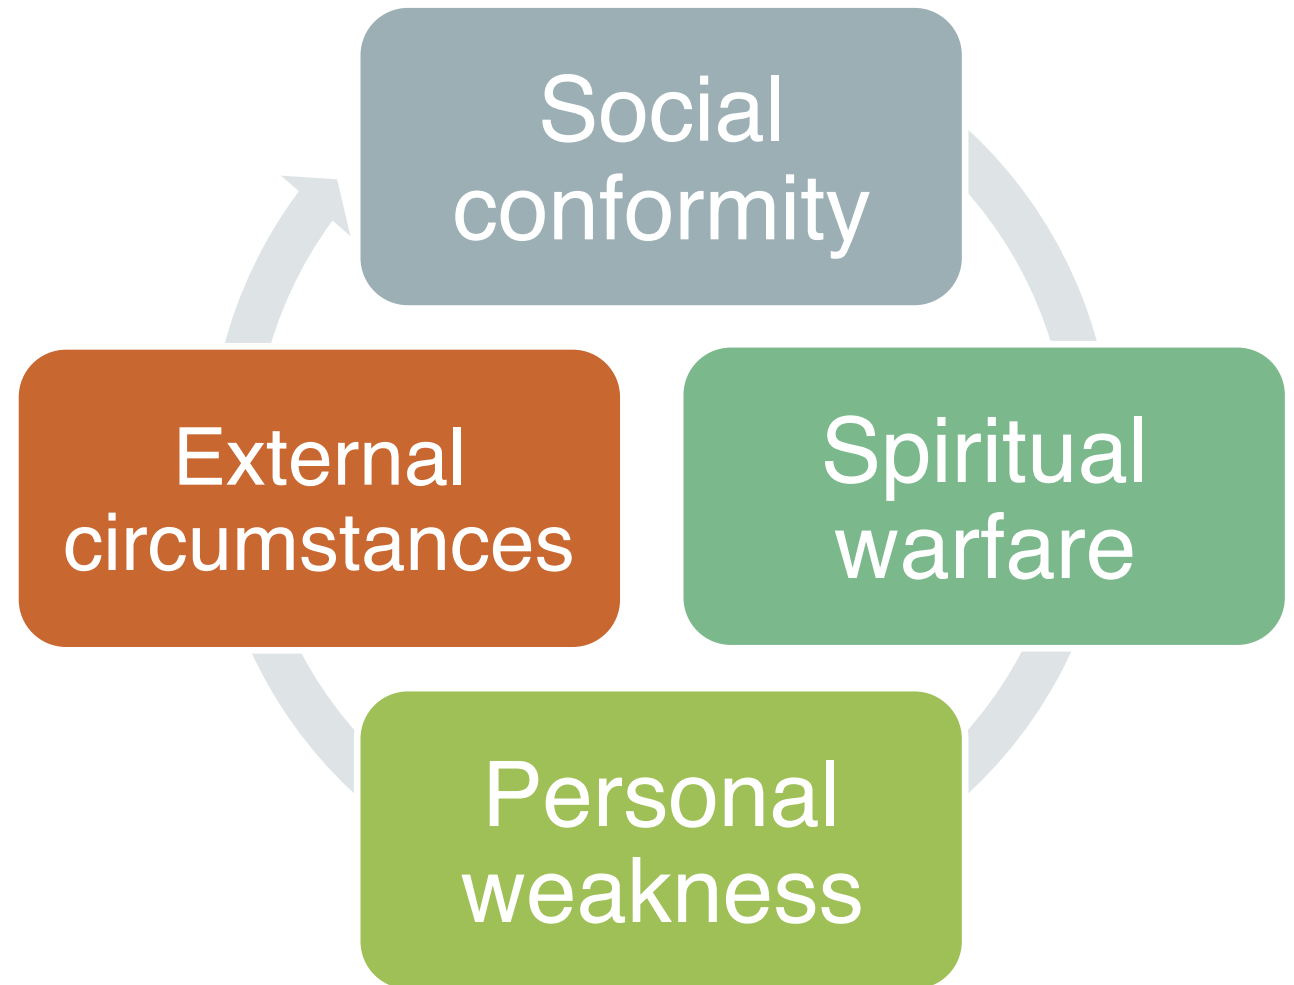 Social
conformity
Spiritual
warfare
Personal
weakness
External
circumstances